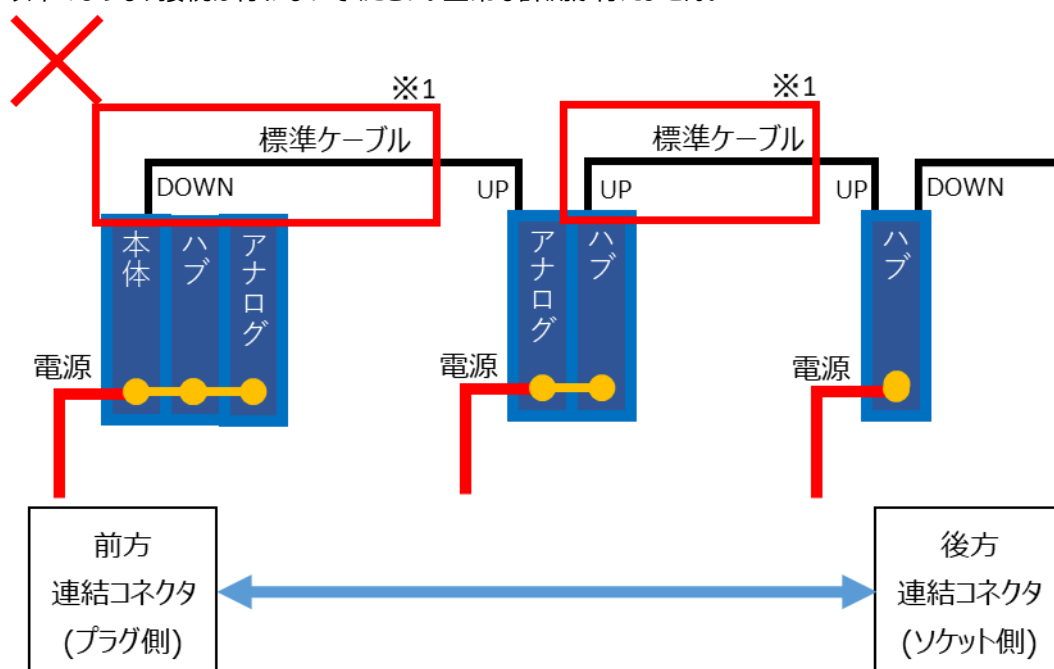 ※1
※1
標準ケーブル
標準ケーブル
DOWN
UP
UP
UP
DOWN
本体
ハブ
アナログ
アナログ
ハブ
ハブ
電源
電源
電源
前方
連結コネクタ
(プラグ側)
後方
連結コネクタ
(ソケット側)